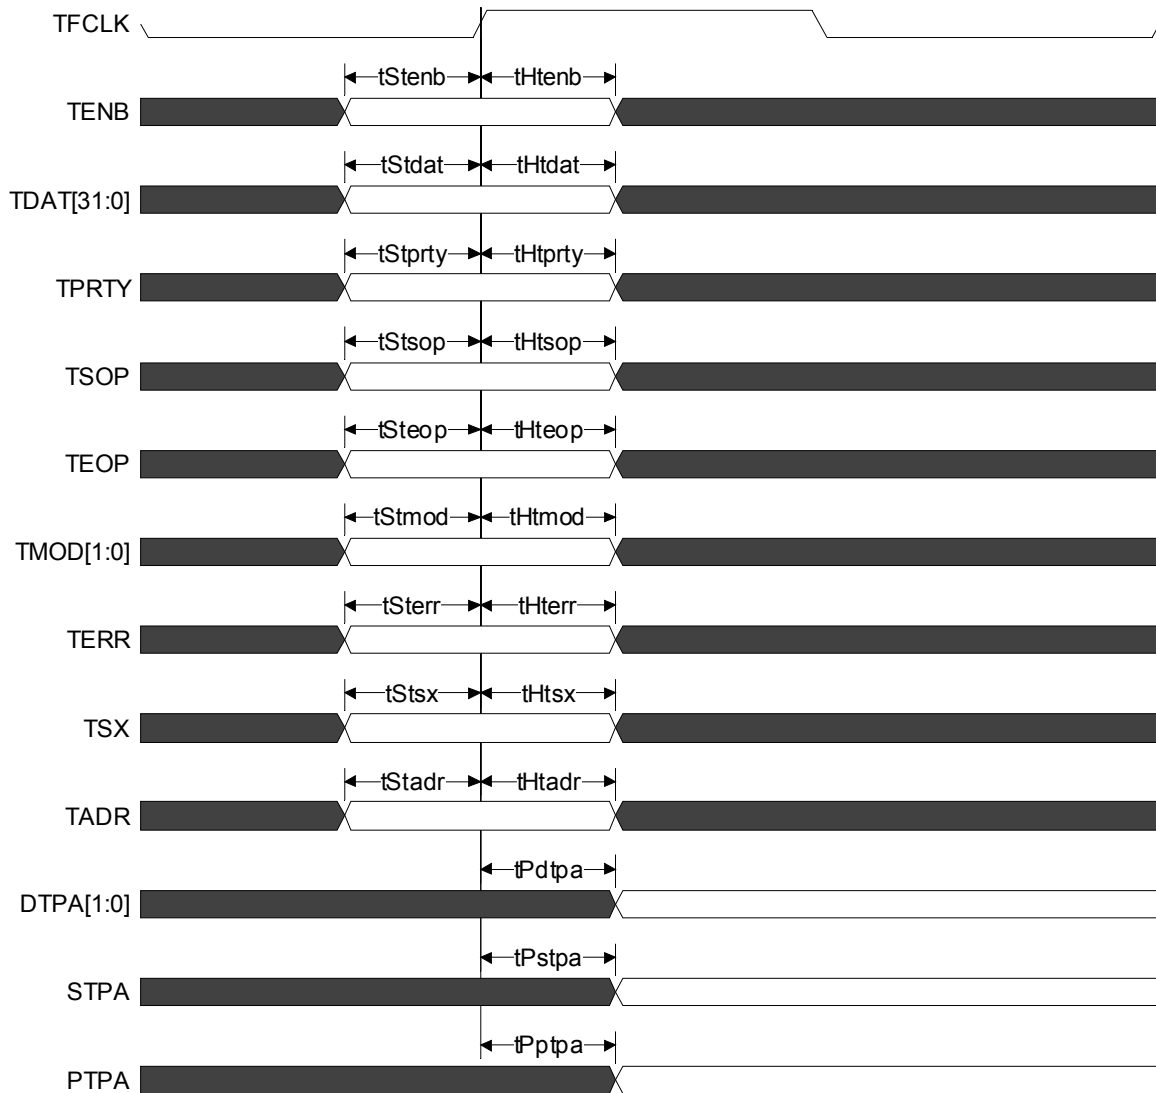 TFCLK
tStenb tHtenb
TENB
tStdat tHtdat
TDAT[31:0]
tStprty tHtprty
TPRTY
tStsop tHtsop
TSOP
tSteop tHteop
TEOP
tStmod tHtmod
TMOD[1:0]
tSterr tHterr
TERR
tStsx tHtsx
TSX
tStadr tHtadr
TADR
tPdtpa
DTPA[1:0]
tPstpa
STPA
tPptpa
PTPA